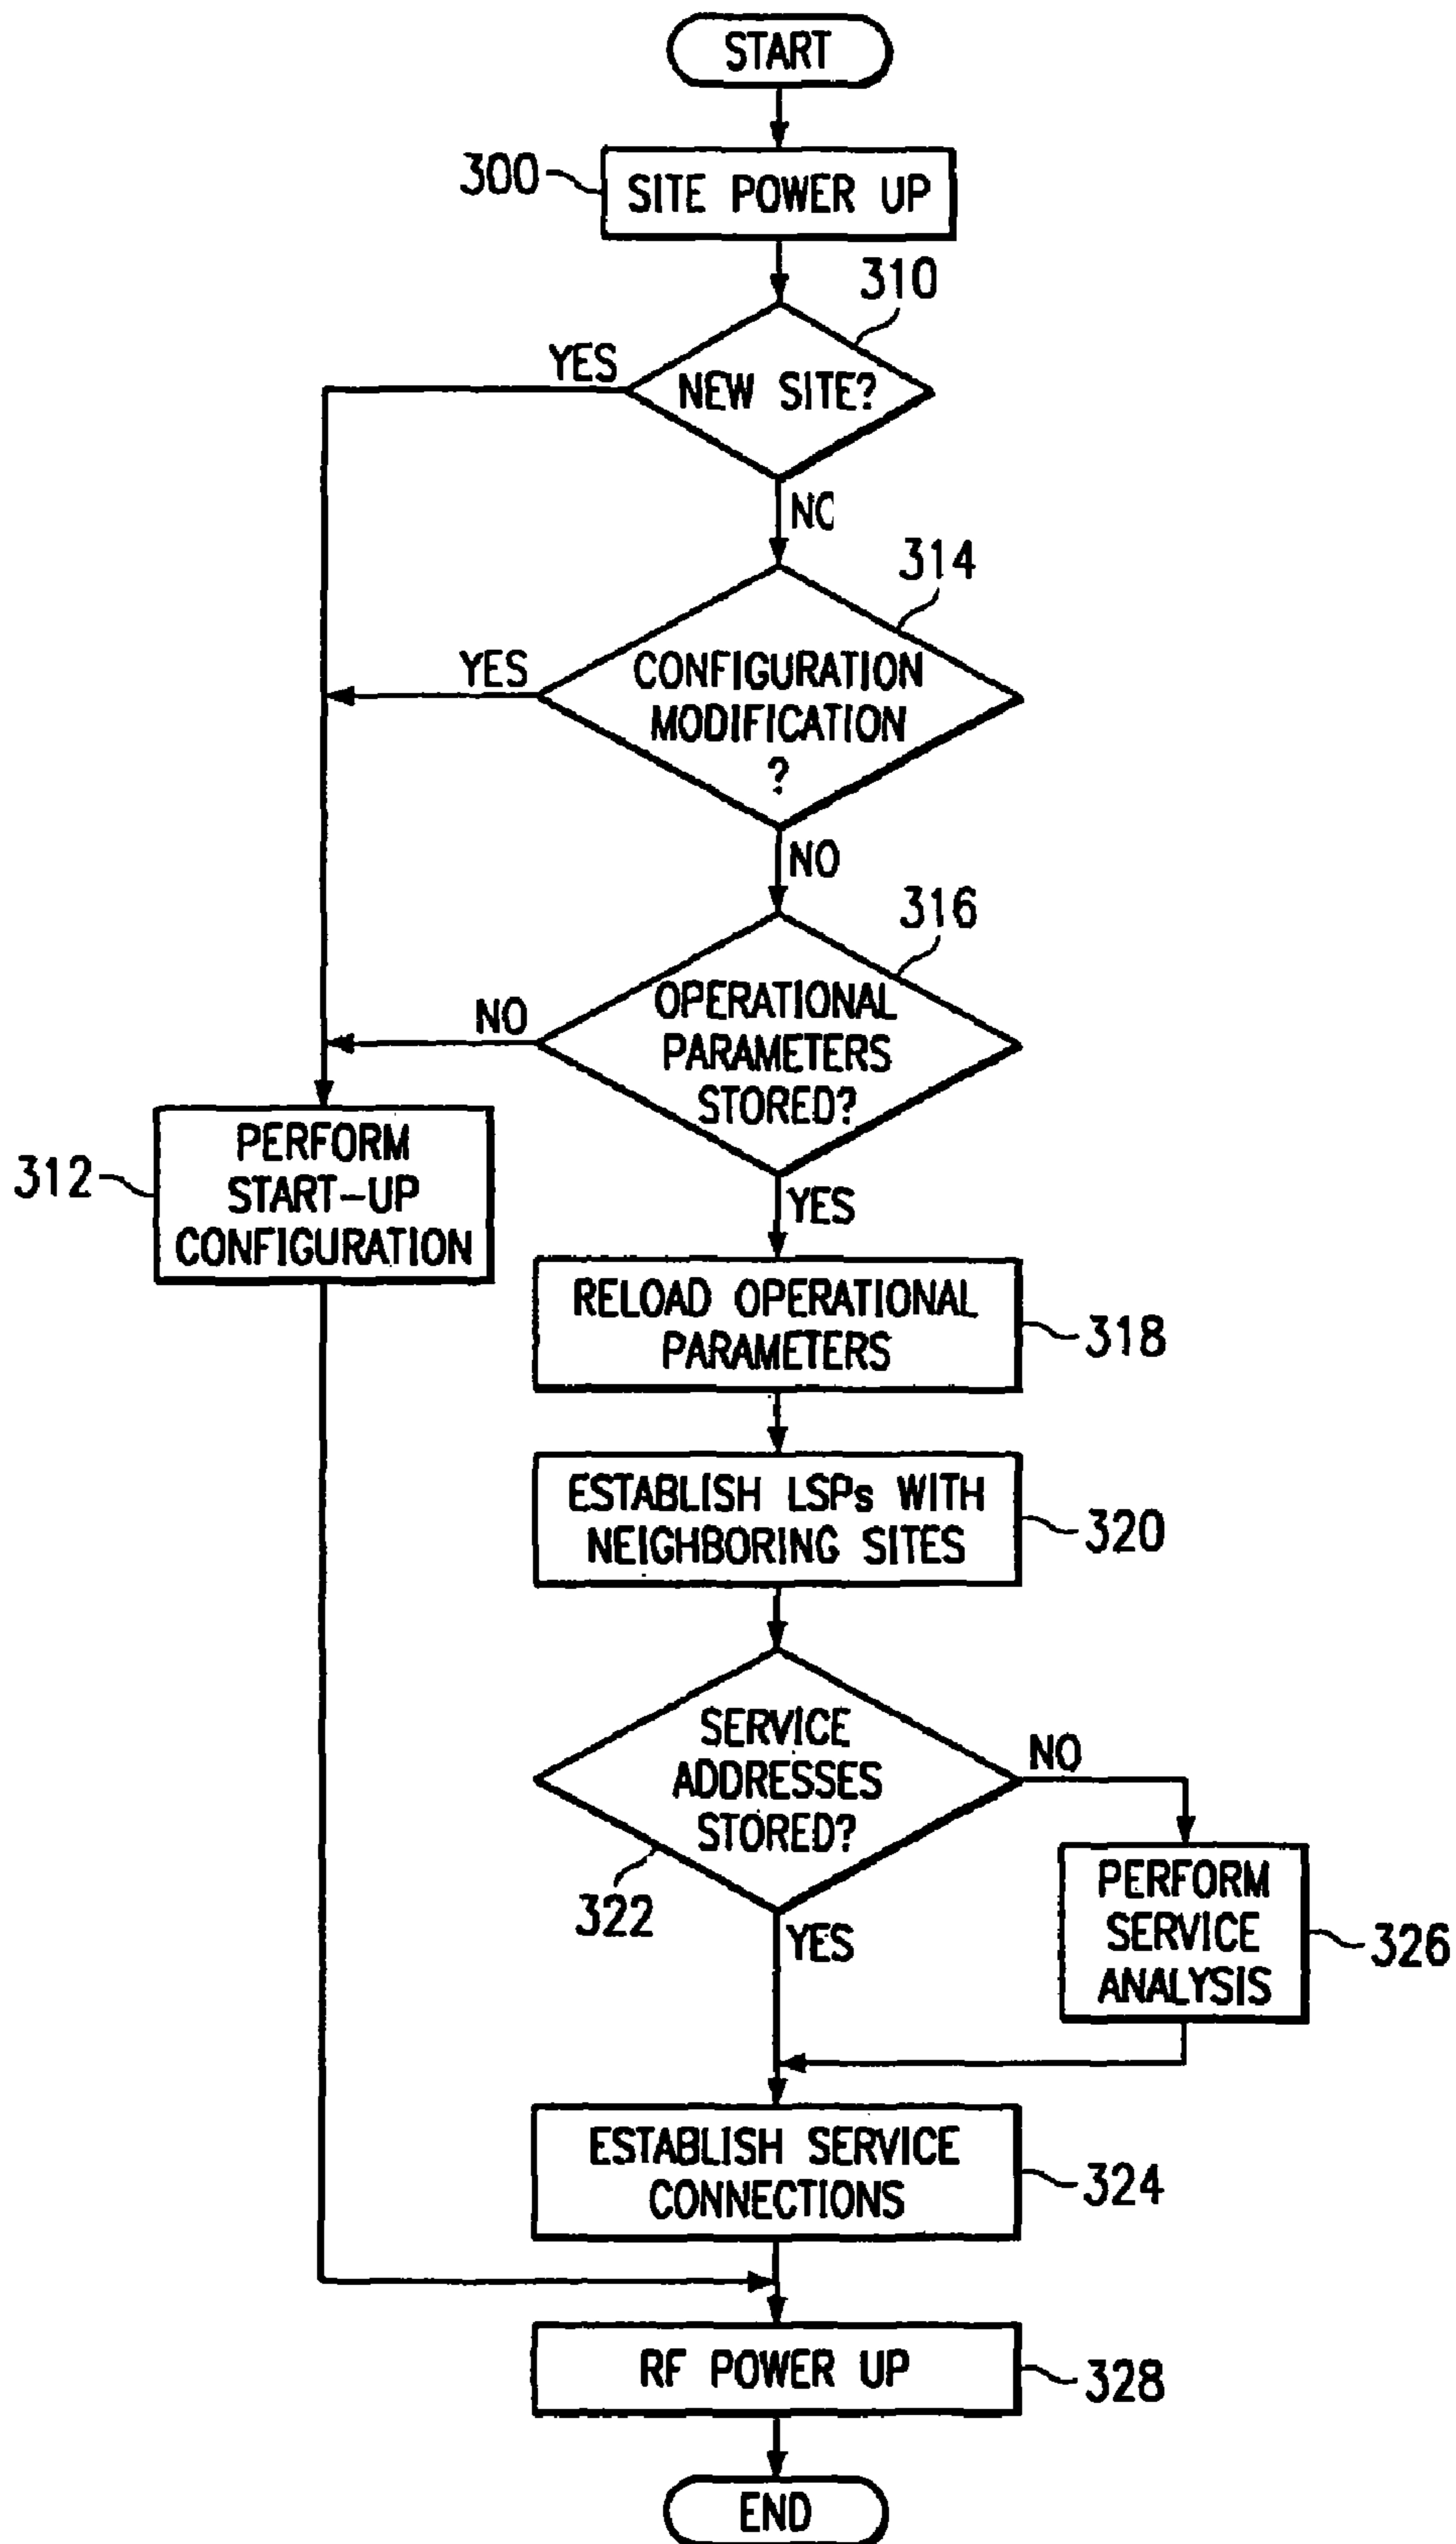 START
300
SITE POWER UP
310
YES
NEW SITE?
NO
314
YES
CONFIGURATION
MODIFICATION
?
NO
316
NO
OPERATIONAL
PARAMETERS
STORED?
312
PERFORM
START-UP
CONFIGURATION
YES
RELOAD OPERATIONAL
PARAMETERS
318
ESTABLISH LSPs WITH
NEIGHBORING SITES
320
SERVICE
ADDRESSES
STORED?
NO
322
YES
PERFORM
SERVICE
ANALYSIS
326
ESTABLISH SERVICE
CONNECTIONS
324
RF POWER UP
328
END